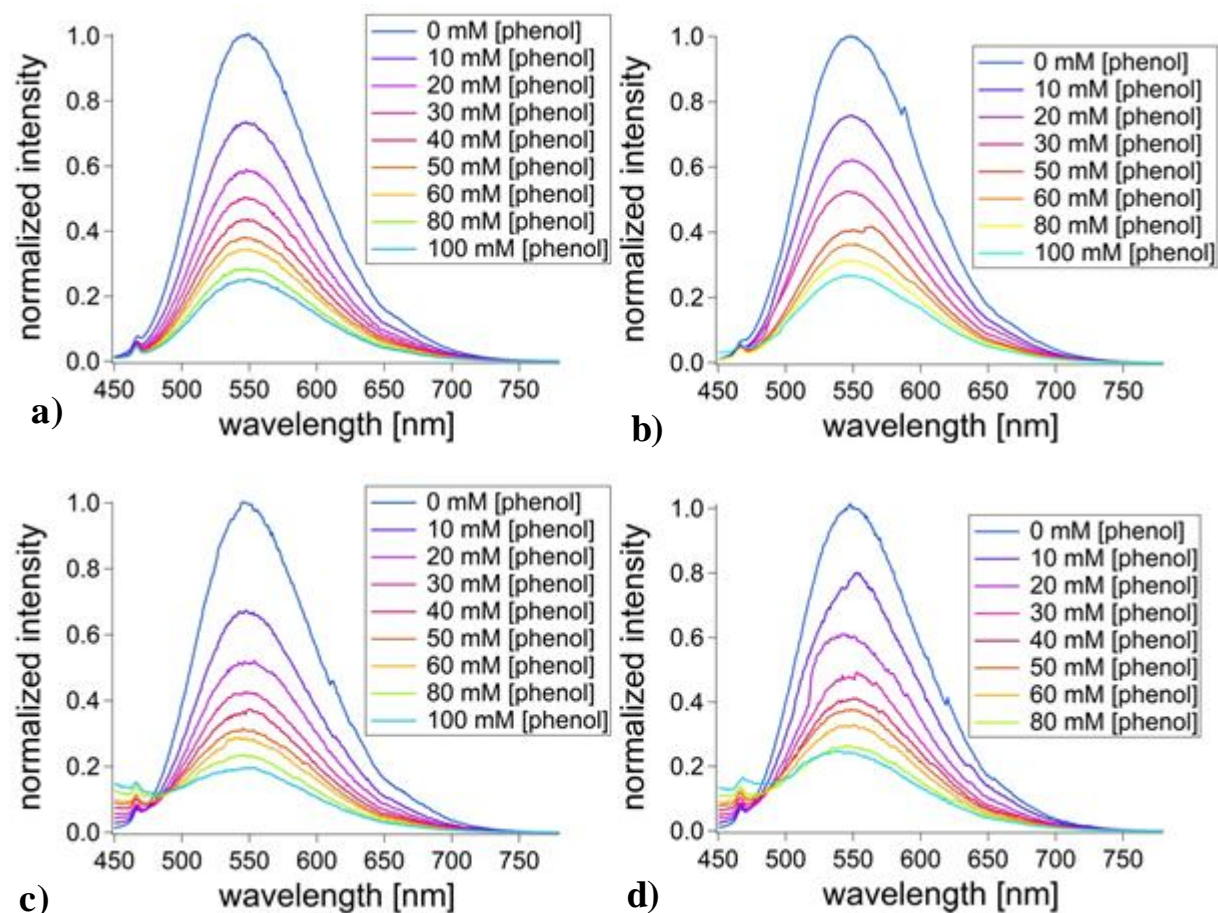 normalized intensity
1.0
0.8
0.6
0.4
0.2
0.0
0 mM [phenol]
10 mM [phenol]
20 mM [phenol]
30 mM [phenol]
40 mM [phenol]
50 mM [phenol]
60 mM [phenol]
80 mM [phenol]
100 mM [phenol]
450 500 550 600 650 700 750
wavelength [nm]
a)
normalized intensity
1.0
0.8
0.6
0.4
0.2
0.0
0 mM [phenol]
10 mM [phenol]
20 mM [phenol]
30 mM [phenol]
50 mM [phenol]
60 mM [phenol]
80 mM [phenol]
100 mM [phenol]
450 500 550 600 650 700 750
wavelength [nm]
b)
normalized intensity
1.0
0.8
0.6
0.4
0.2
0.0
0 mM [phenol]
10 mM [phenol]
20 mM [phenol]
30 mM [phenol]
40 mM [phenol]
50 mM [phenol]
60 mM [phenol]
80 mM [phenol]
100 mM [phenol]
450 500 550 600 650 700 750
wavelength [nm]
c)
normalized intensity
1.0
0.8
0.6
0.4
0.2
0.0
0 mM [phenol]
10 mM [phenol]
20 mM [phenol]
30 mM [phenol]
40 mM [phenol]
50 mM [phenol]
60 mM [phenol]
80 mM [phenol]
450 500 550 600 650 700 750
wavelength [nm]
d)